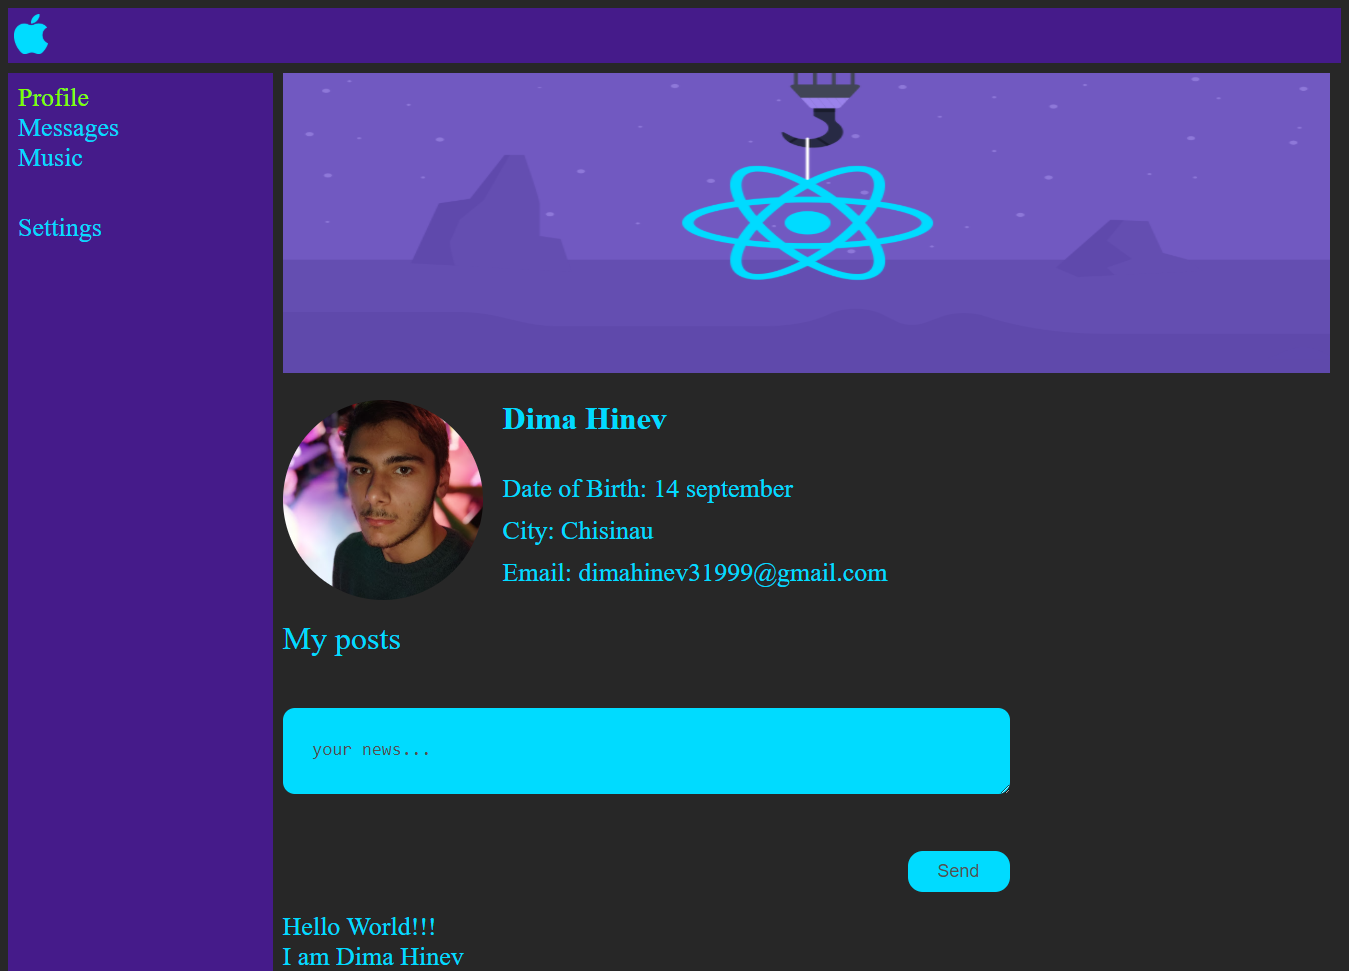 Profile
Messages
Music
Settings
Dima Hinev
Date of Birth: 14 september
City: Chisinau
Email: dimahinev31999@gmail.com
My posts
your news...
Send
Hello World!!!
I am Dima Hinev